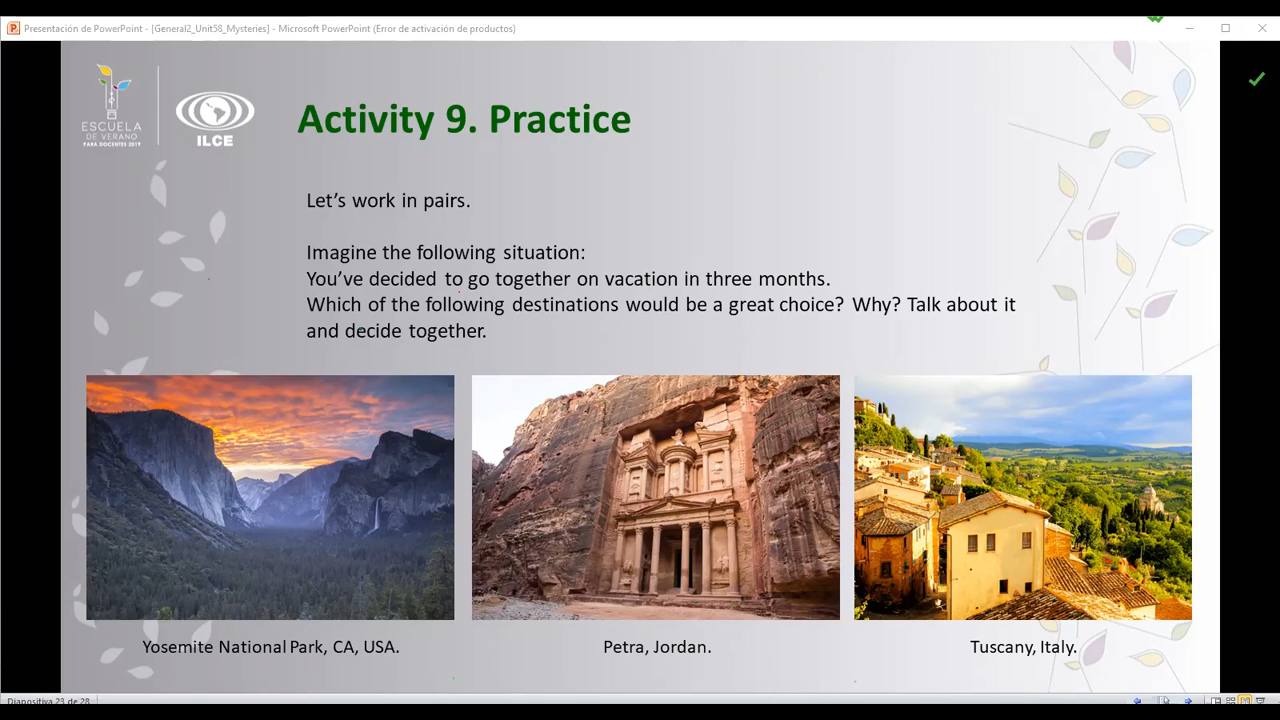 Presentación de PowerPoint - [General2_Unit58_Mysteries] - Microsoft PowerPoint (Error de activación de productos)
ESCUELA
DE VERANO
PARA DOCENTES 2019
ILCE
Activity 9. Practice
Let’s work in pairs.
Imagine the following situation:
You’ve decided to go together on vacation in three months.
Which of the following destinations would be a great choice? Why? Talk about it
and decide together.
Yosemite National Park, CA, USA.
Petra, Jordan.
Tuscany, Italy.
Diapositiva 23 de 28